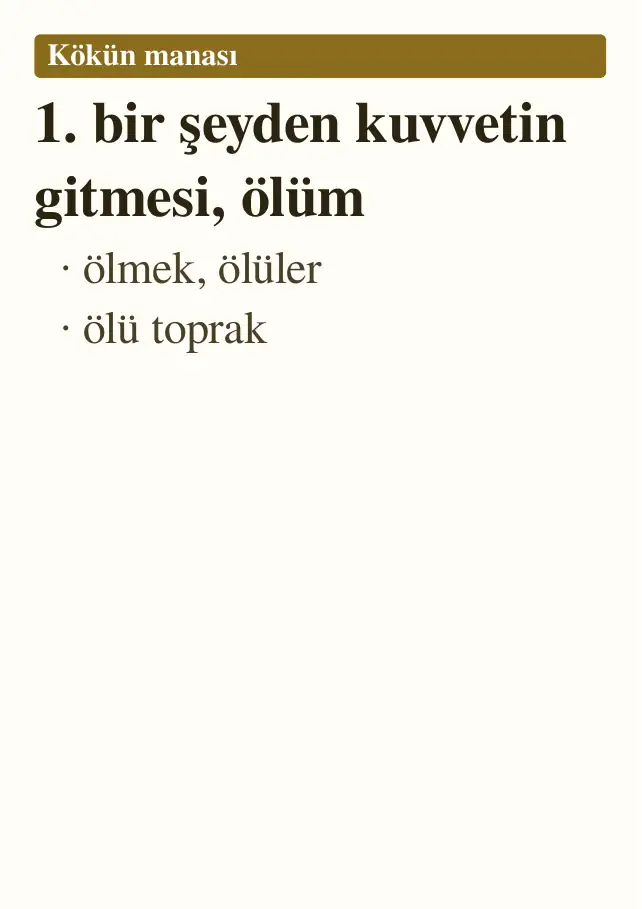 Kökün manası
1. bir şeyden kuvvetin
gitmesi, ölüm
· ölmek, ölüler
· ölü toprak